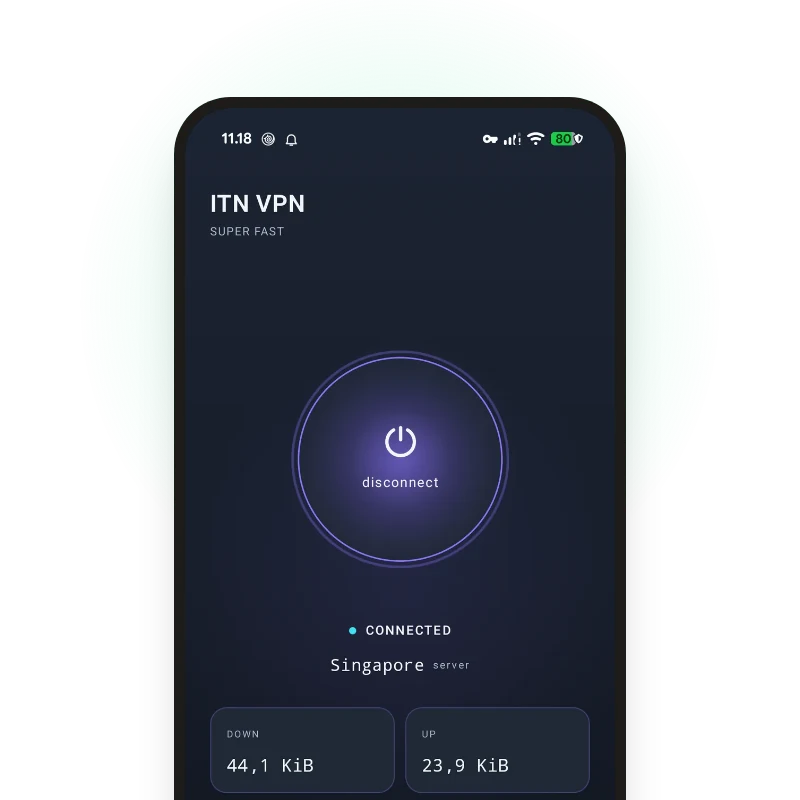 11.18 80
ITN VPN
SUPER FAST
disconnect
CONNECTED
Singapore server
DOWN UP
44,1 KiB 23,9 KiB